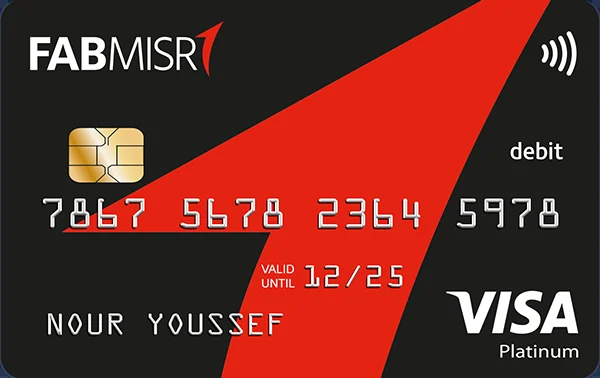 FABMISR
debit
7867 5678 2364 5978
VALID UNTIL 12/25
NOUR YOUSSEF
VISA
Platinum